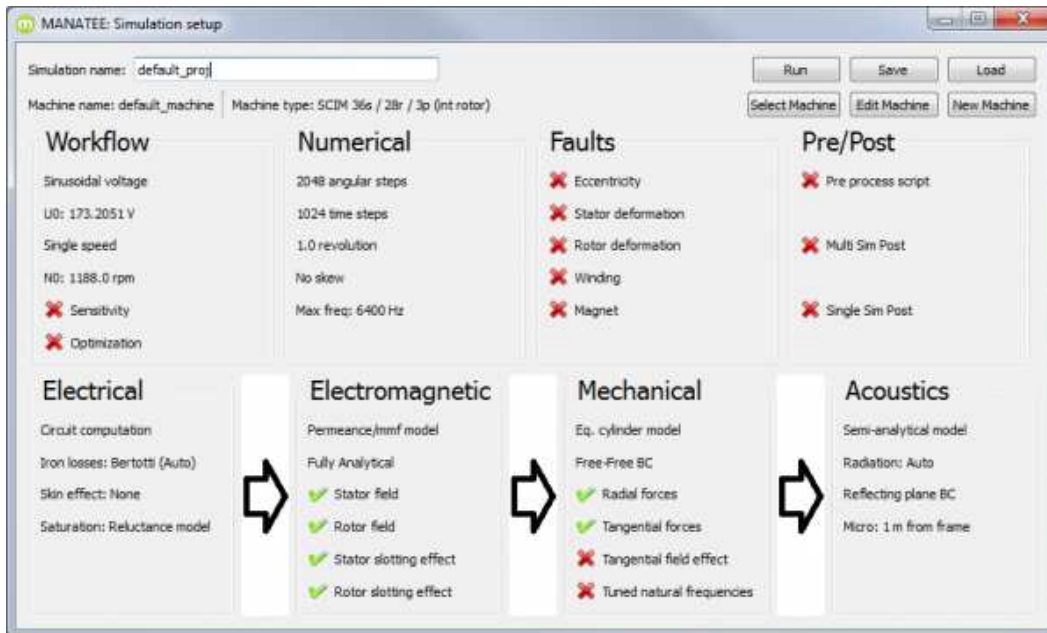 MANATEE: Simulation setup
Simulation name: default_proj
Run Save Load
Machine name: default_machine Machine type: SCIM 36s / 28r / 3p (int rotor)
Select Machine Edit Machine New Machine
Workflow
Sinusoidal voltage
U0: 173.2051 V
Single speed
N0: 1188.0 rpm
Sensitivity
Optimization
Numerical
2048 angular steps
1024 time steps
1.0 revolution
No skew
Max freq: 6400 Hz
Faults
Eccentricity
Stator deformation
Rotor deformation
Winding
Magnet
Pre/Post
Pre process script
Multi Sim Post
Single Sim Post
Electrical
Circuit computation
Iron losses: Bertotti (Auto)
Skin effect: None
Saturation: Reluctance model
Electromagnetic
Permeance/mmf model
Fully Analytical
Stator field
Rotor field
Stator slotting effect
Rotor slotting effect
Mechanical
Eq. cylinder model
Free-Free BC
Radial forces
Tangential forces
Tangential field effect
Tuned natural frequencies
Acoustics
Semi-analytical model
Radiation: Auto
Reflecting plane BC
Micro: 1 m from frame